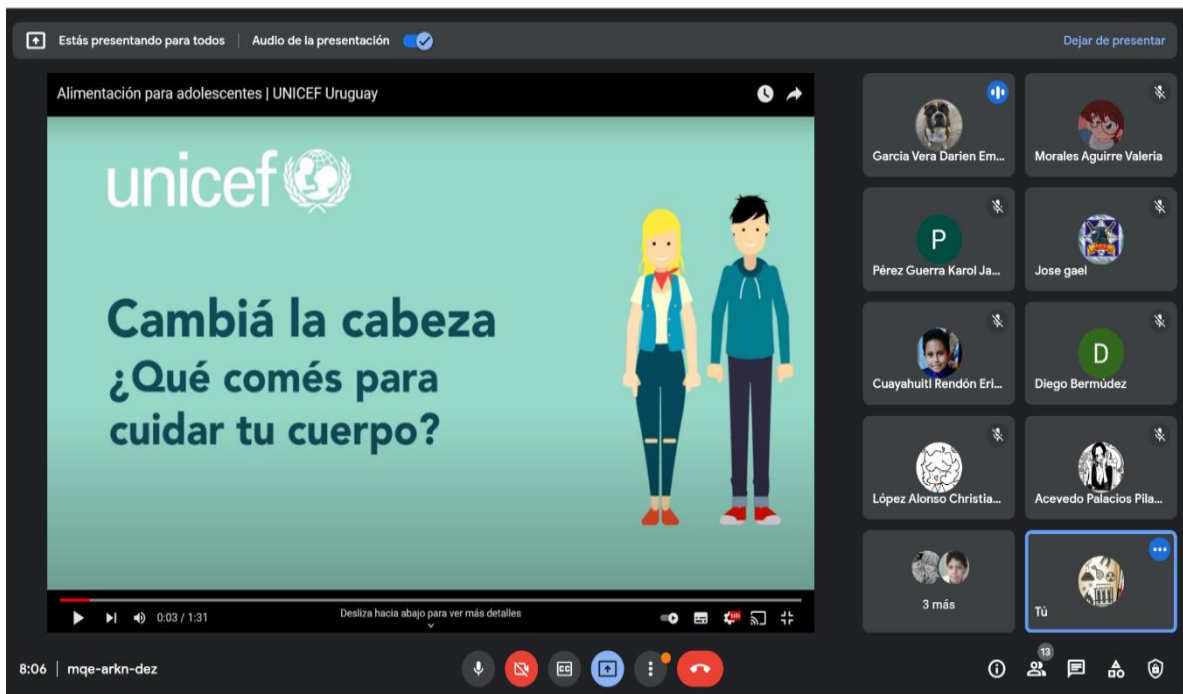 Estás presentando para todos
Audio de la presentación
Dejar de presentar
Alimentación para adolescentes | UNICEF Uruguay
unicef
Cambiá la cabeza
¿Qué comés para
cuidar tu cuerpo?
0:03 / 1:31
Desliza hacia abajo para ver más detalles
HD
Garcia Vera Darien Em...
Morales Aguirre Valeria
P
Pérez Guerra Karol Ja...
Jose gael
Cuayahuitl Rendón Eri...
D
Diego Bermúdez
López Alonso Christia...
Acevedo Palacios Pila...
3 más
Tú
8:06 | mqe-arkn-dez
CC
13